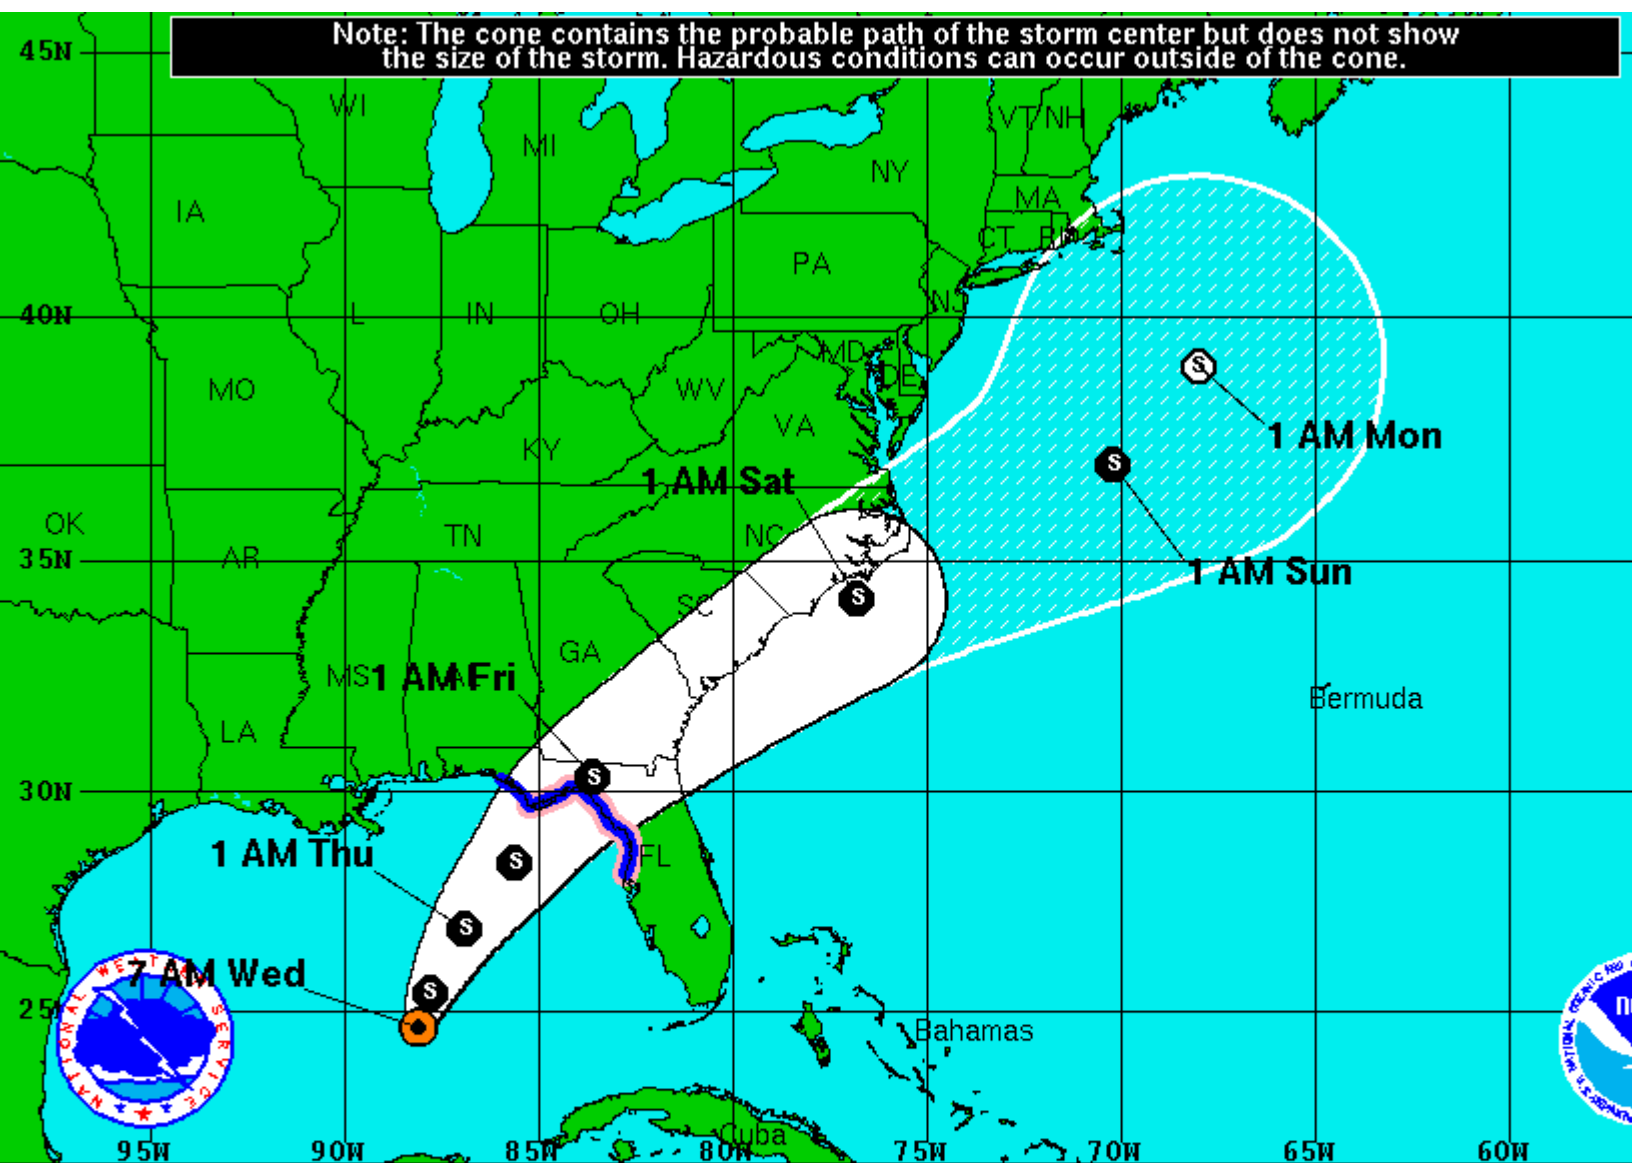 Note: The cone contains the probable path of the storm center but does not show
the size of the storm. Hazardous conditions can occur outside of the cone.
45N
WI
MI
VT/NH
NY
MA
IA
CT
RI
PA
40N
IL
IN
OH
NJ
MD
DE
MO
WV
VA
KY
1 AM Mon
1 AM Sat
OK
TN
NC
35N
AR
1 AM Sun
SC
GA
MS
1 AM Fri
LA
Bermuda
30N
1 AM Thu
FL
7 AM Wed
25N
NATIONAL WEATHER SERVICE
Bahamas
Cuba
95W
90W
85W
80W
75W
70W
65W
60W
S
S
S
S
S
S
S